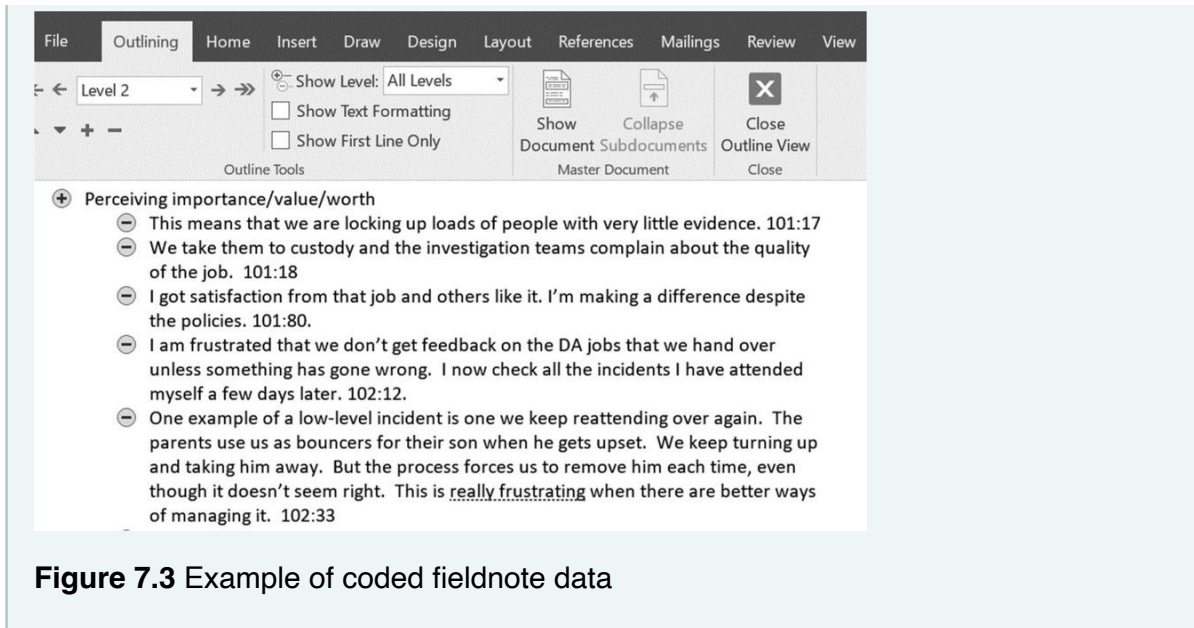 File Outlining Home Insert Draw Design Layout References Mailings Review View
Level 2
Show Level: All Levels
Show Text Formatting
Show First Line Only
Outline Tools
Show Document
Collapse Subdocuments
Master Document
Close Outline View
Close
Perceiving importance/value/worth
This means that we are locking up loads of people with very little evidence. 101:17
We take them to custody and the investigation teams complain about the quality
of the job. 101:18
I got satisfaction from that job and others like it. I’m making a difference despite
the policies. 101:80.
I am frustrated that we don’t get feedback on the DA jobs that we hand over
unless something has gone wrong. I now check all the incidents I have attended
myself a few days later. 102:12.
One example of a low-level incident is one we keep reattending over again. The
parents use us as bouncers for their son when he gets upset. We keep turning up
and taking him away. But the process forces us to remove him each time, even
though it doesn’t seem right. This is really frustrating when there are better ways
of managing it. 102:33
Figure 7.3 Example of coded fieldnote data